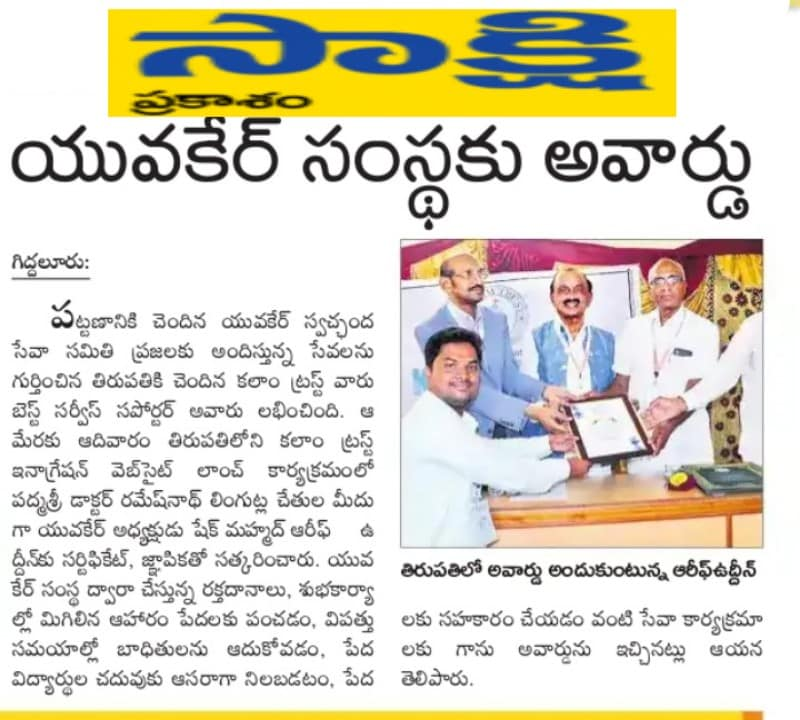 సాక్షి
ప్రకాశం
యువకేర్ సంస్థకు అవార్డు
గిద్దలూరు:
పట్టణానికి చెందిన యువకేర్ స్వచ్ఛంద
సేవా సమితి ప్రజలకు అందిస్తున్న సేవలను
గుర్తించిన తిరుపతికి చెందిన కలాం ట్రస్ట్ వారు
బెస్ట్ సర్వీస్ సపోర్టర్ అవారు లభించింది. ఆ
మేరకు ఆదివారం తిరుపతిలోని కలాం ట్రస్ట్
ఇనాగ్రేషన్ వెబ్‌సైట్ లాంచ్ కార్యక్రమంలో
పద్మశ్రీ డాక్టర్ రమేష్‌నాథ్ లింగుట్ల చేతుల మీదు
గా యువకేర్ అధ్యక్షుడు షేక్ మహ్మద్ ఆరీఫ్ ఉ
ద్దీన్‌కు సర్టిఫికేట్, జ్ఞాపికతో సత్కరించారు. యువ
కేర్ సంస్థ ద్వారా చేస్తున్న రక్తదానాలు, శుభకార్యా
ల్లో మిగిలిన ఆహారం పేదలకు పంచడం, విపత్తు
సమయాల్లో బాధితులను ఆదుకోవడం, పేద
విద్యార్థుల చదువుకు ఆసరాగా నిలబడటం, పేద
తిరుపతిలో అవార్డు అందుకుంటున్న ఆరీఫ్ఉద్దీన్
లకు సహకారం చేయడం వంటి సేవా కార్యక్రమా
లకు గాను అవార్డును ఇచ్చినట్లు ఆయన
తెలిపారు.